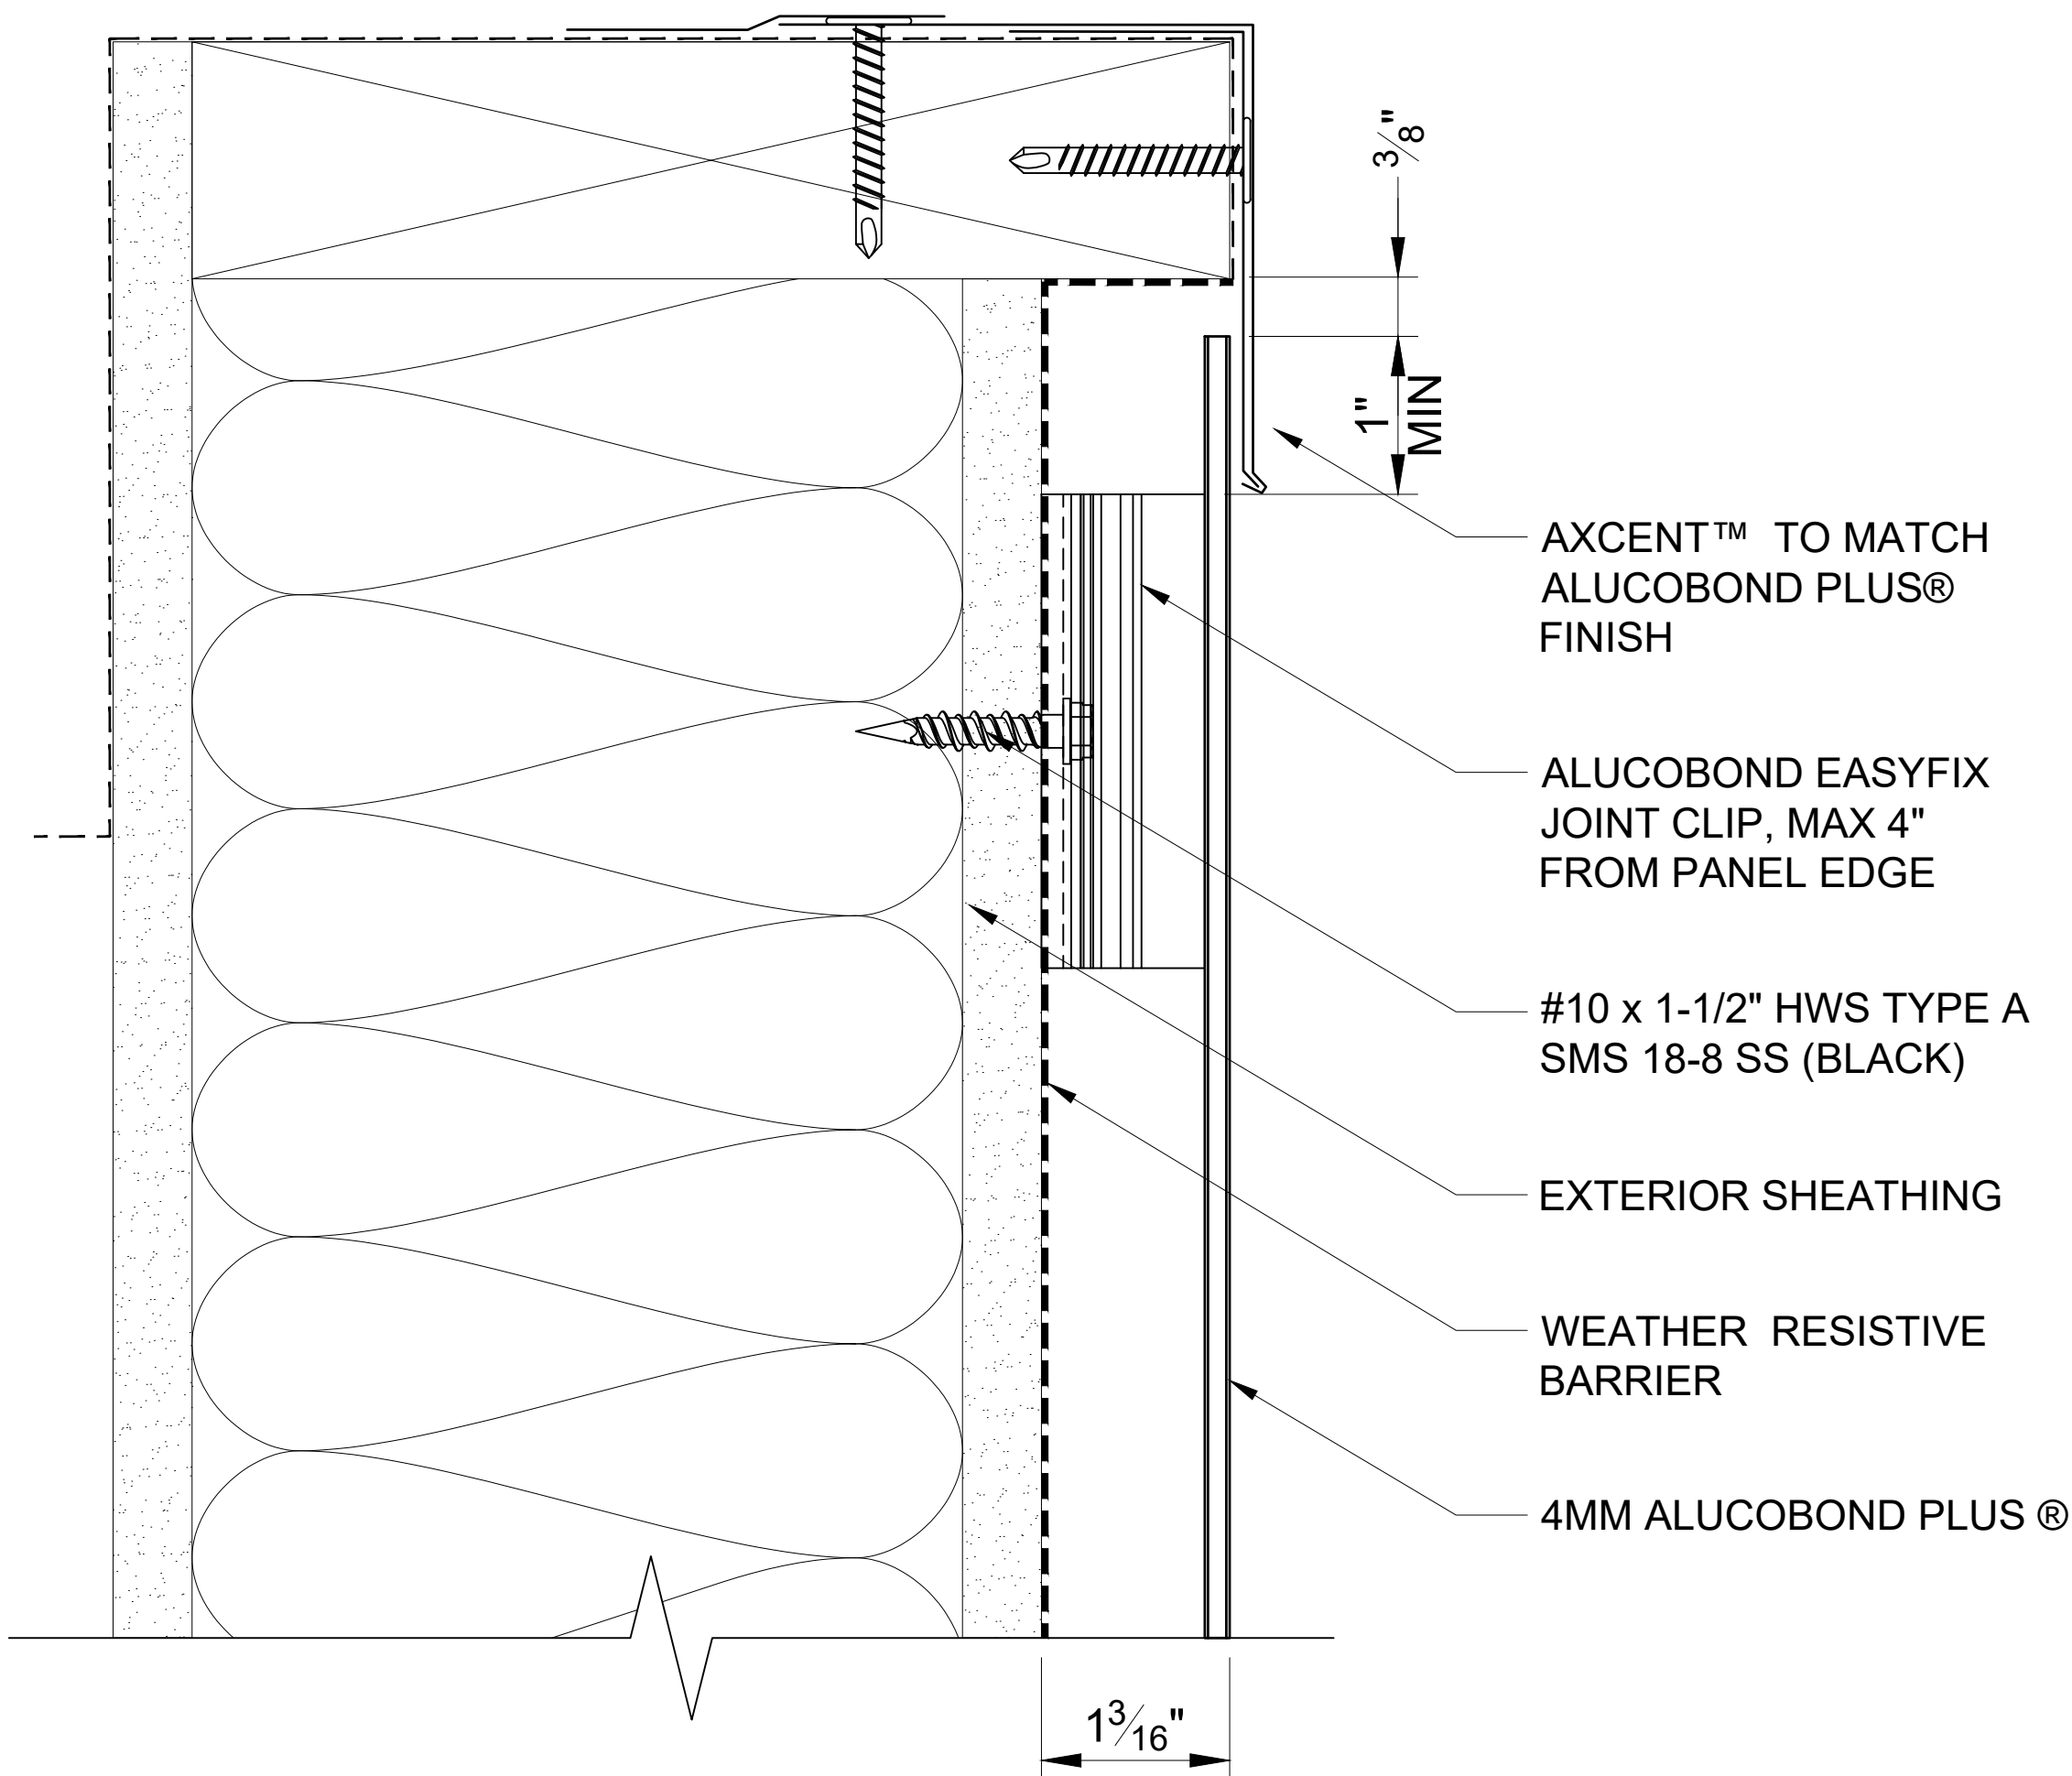 3/8"
1"
MIN
AXCENT™ TO MATCH
ALUCOBOND PLUS®
FINISH
ALUCOBOND EASYFIX
JOINT CLIP, MAX 4"
FROM PANEL EDGE
#10 x 1-1/2" HWS TYPE A
SMS 18-8 SS (BLACK)
EXTERIOR SHEATHING
WEATHER RESISTIVE
BARRIER
4MM ALUCOBOND PLUS ®
1 3/16"